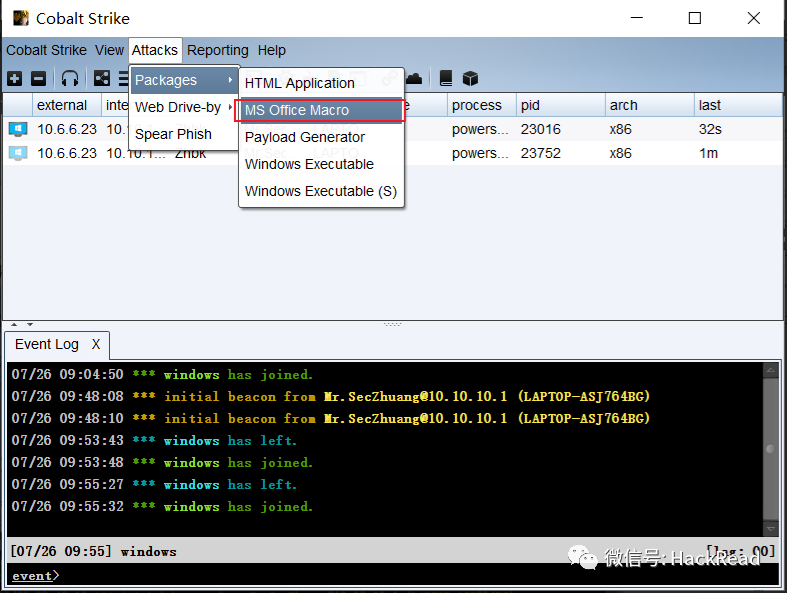 Cobalt Strike
Cobalt Strike View Attacks Reporting Help
Packages
HTML Application
external
process pid arch last
Web Drive-by
MS Office Macro
10.6.6.23
powers... 23016 x86 32s
Spear Phish
Payload Generator
10.6.6.23 10.10.1... Zhbk
powers... 23752 x86 1m
Windows Executable
Windows Executable (S)
Event Log X
07/26 09:04:50 *** windows has joined.
07/26 09:48:08 *** initial beacon from Mr.SecZhuang@10.10.10.1 (LAPTOP-ASJ764BG)
07/26 09:48:10 *** initial beacon from Mr.SecZhuang@10.10.10.1 (LAPTOP-ASJ764BG)
07/26 09:53:43 *** windows has left.
07/26 09:53:48 *** windows has joined.
07/26 09:55:27 *** windows has left.
07/26 09:55:32 *** windows has joined.
[07/26 09:55] windows
[lag: 00]
微信号: HackRead
event>